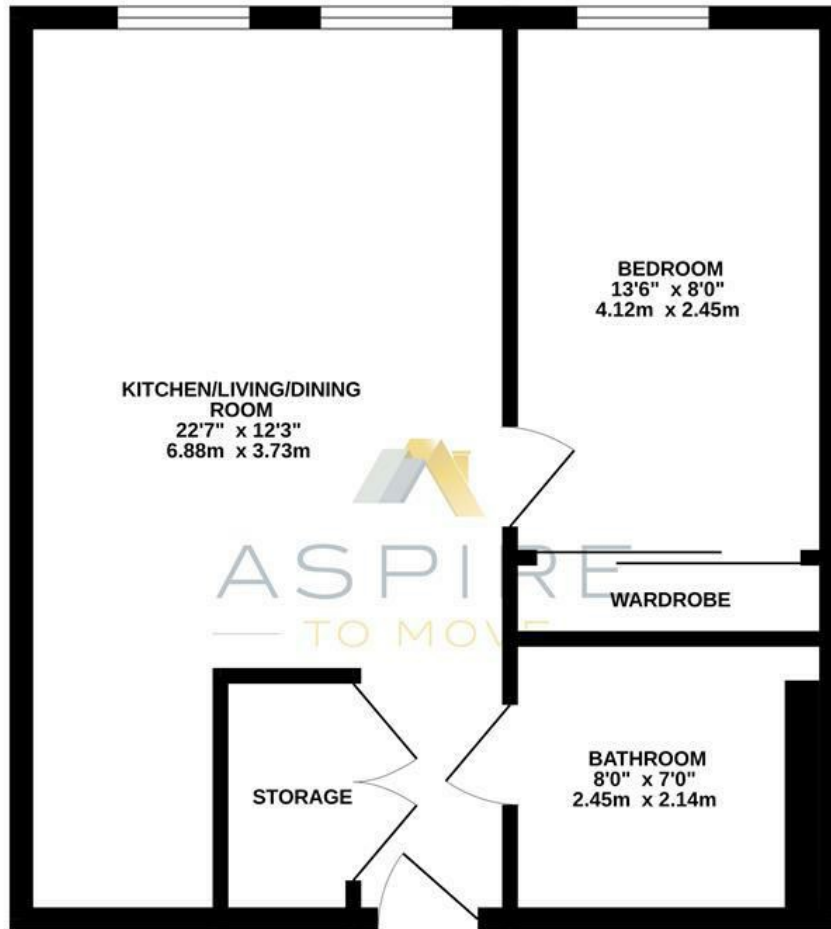 BEDROOM
13'6" x 8'0"
4.12m x 2.45m
KITCHEN/LIVING/DINING
ROOM
22'7" x 12'3"
6.88m x 3.73m
ASPIRE
TO MOVE
WARDROBE
STORAGE
BATHROOM
8'0" x 7'0"
2.45m x 2.14m